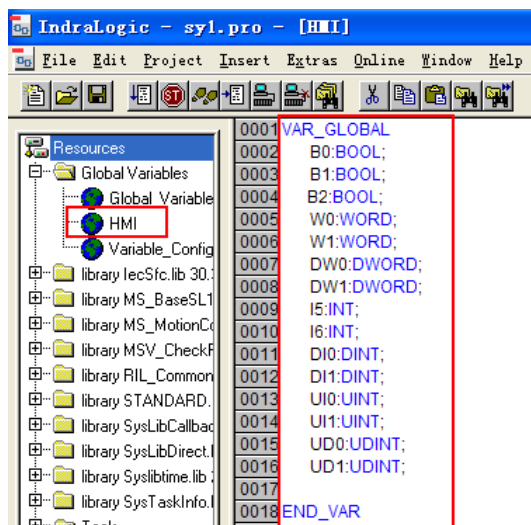 IndraLogic - sy1.pro - [HMI]
File Edit Project Insert Extras Online Window Help
Resources
Global Variables
Global_Variable
HMI
Variable_Config
library IecSfc.lib 30.
library MS_BaseSL1
library MS_MotionCo
library MSV_CheckF
library RIL_Common
library STANDARD.
library SysLibCallbac
library SysLibDirect.l
library Syslibtime.lib
library SysTaskInfo.l
0001 VAR_GLOBAL
0002 B0:BOOL;
0003 B1:BOOL;
0004 B2:BOOL;
0005 W0:WORD;
0006 W1:WORD;
0007 DW0:DWORD;
0008 DW1:DWORD;
0009 I5:INT;
0010 I6:INT;
0011 DI0:DINT;
0012 DI1:DINT;
0013 UI0:UINT;
0014 UI1:UINT;
0015 UD0:UDINT;
0016 UD1:UDINT;
0017
0018 END_VAR